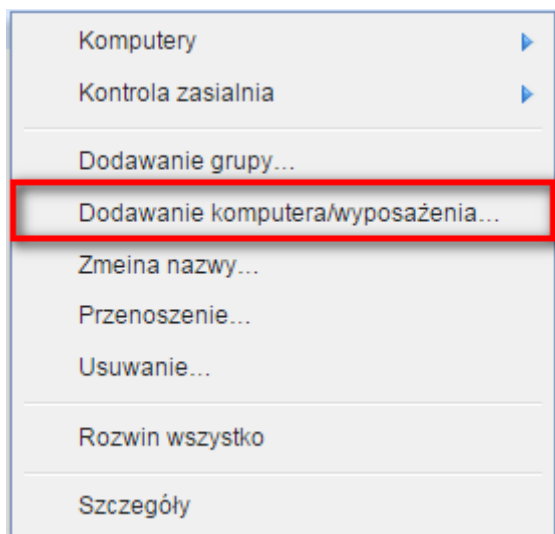 Komputery
Kontrola zasialnia
Dodawanie grupy...
Dodawanie komputera/wyposażenia...
Zmeina nazwy...
Przenoszenie...
Usuwanie...
Rozwin wszystko
Szczegóły